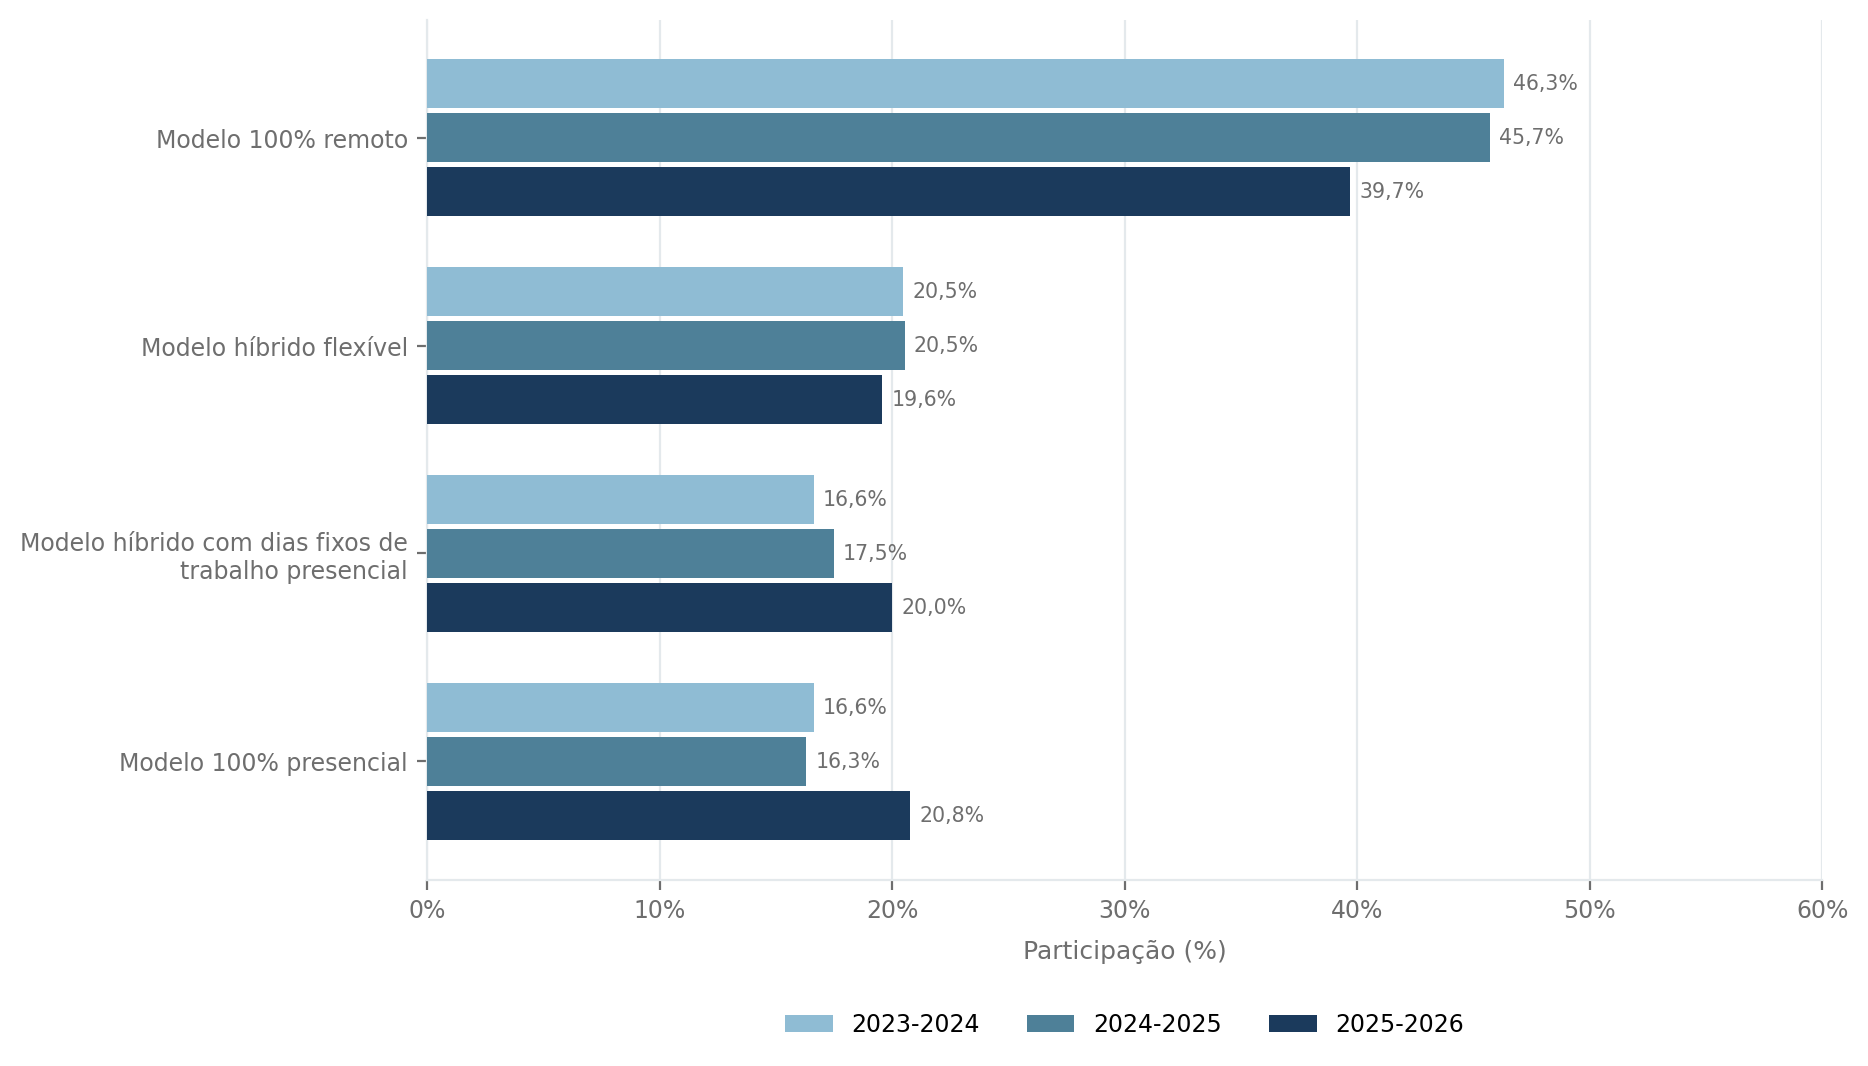 46,3%
Modelo 100% remoto
45,7%
39,7%
20,5%
Modelo híbrido flexível
20,5%
19,6%
16,6%
Modelo híbrido com dias fixos de
trabalho presencial
17,5%
20,0%
16,6%
Modelo 100% presencial
16,3%
20,8%
0% 10% 20% 30% 40% 50% 60%
Participação (%)
2023-2024 2024-2025 2025-2026